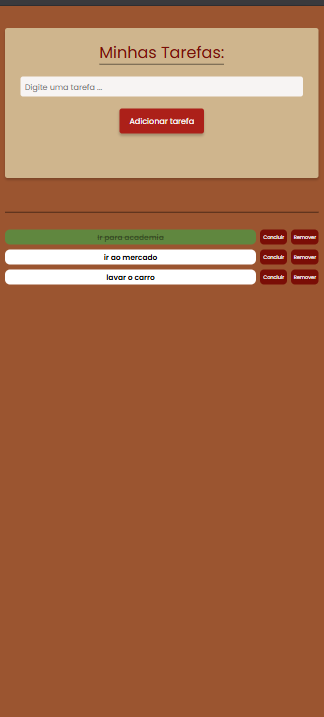 Minhas Tarefas:
Digite uma tarefa ...
Adicionar tarefa
Ir para academia Concluir Remover
ir ao mercado Concluir Remover
lavar o carro Concluir Remover